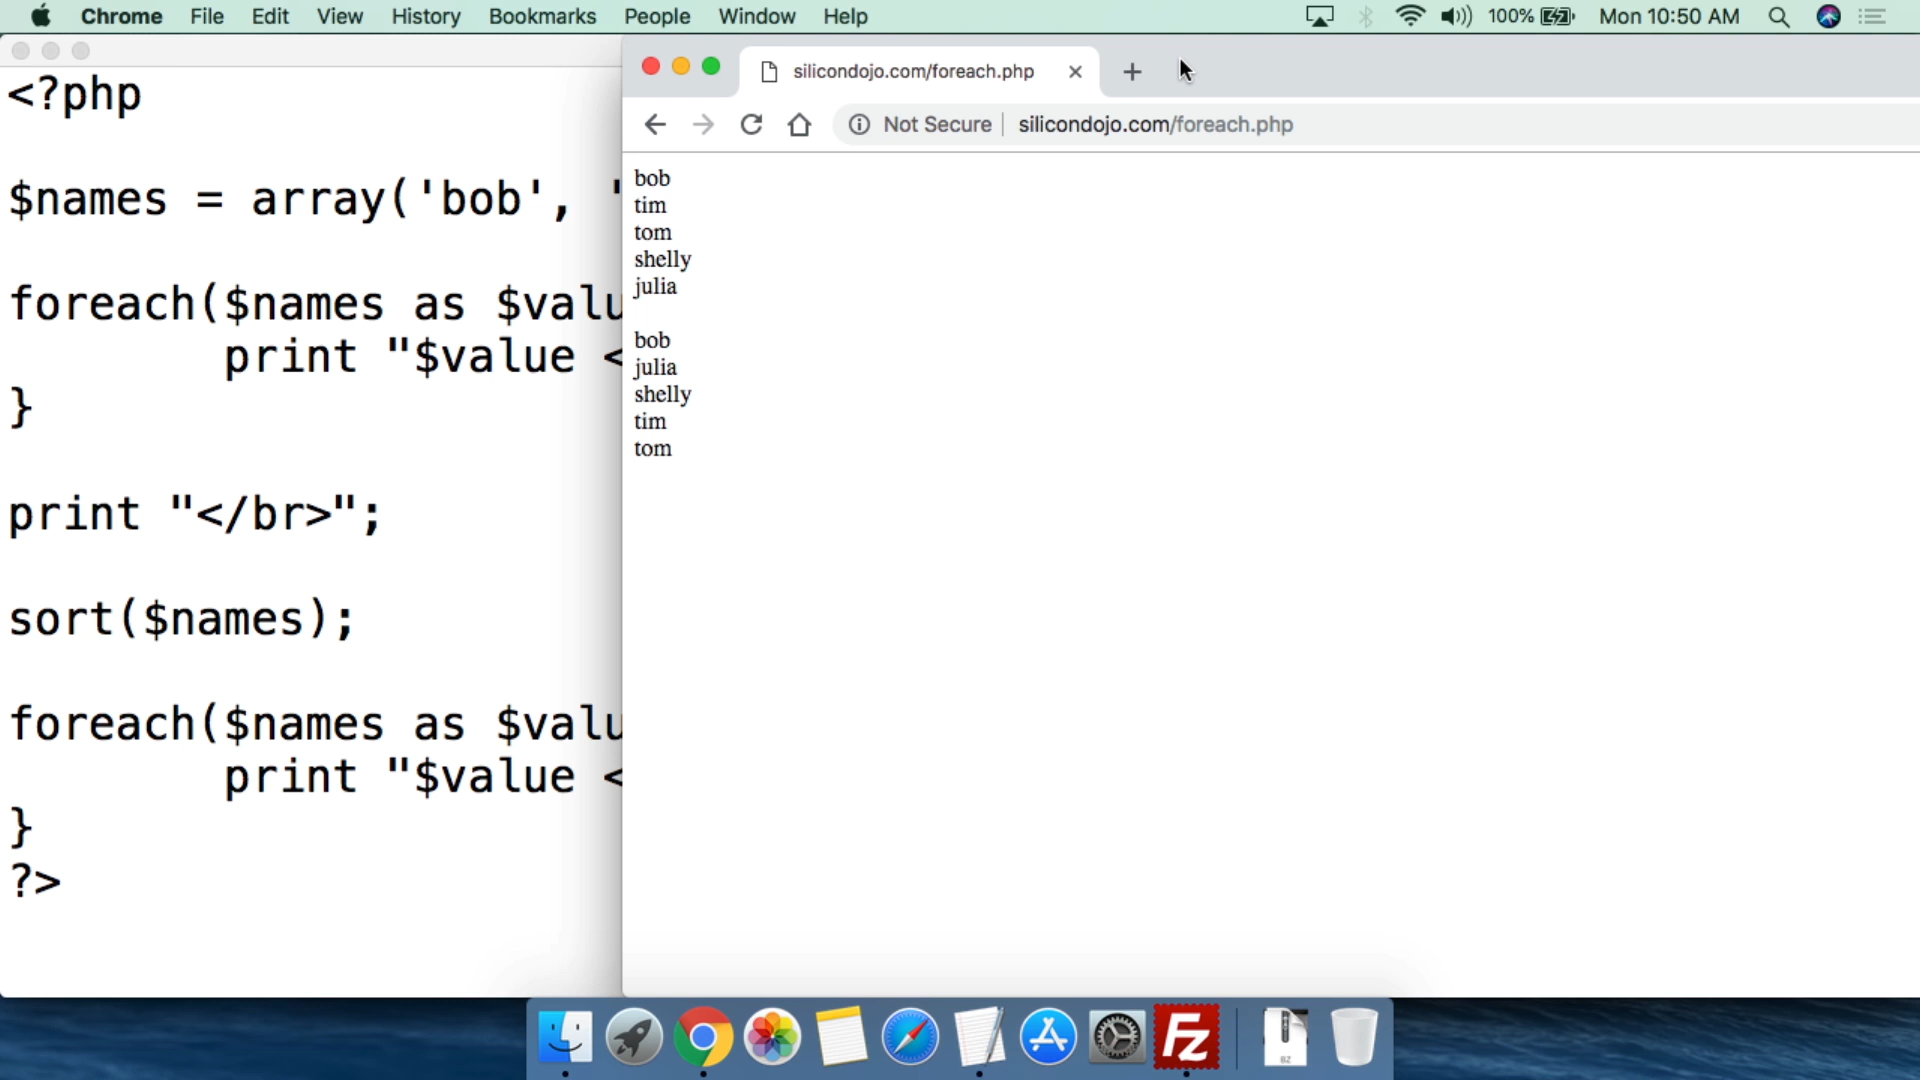 Chrome File Edit View History Bookmarks People Window Help 100% Mon 10:50 AM
<?php
$names = array('bob', '
foreach($names as $valu
print "$value <
}
print "</br>";
sort($names);
foreach($names as $valu
print "$value <
}
?>
silicondojo.com/foreach.php
Not Secure silicondojo.com/foreach.php
bob
tim
tom
shelly
julia
bob
julia
shelly
tim
tom
FZ
BZ